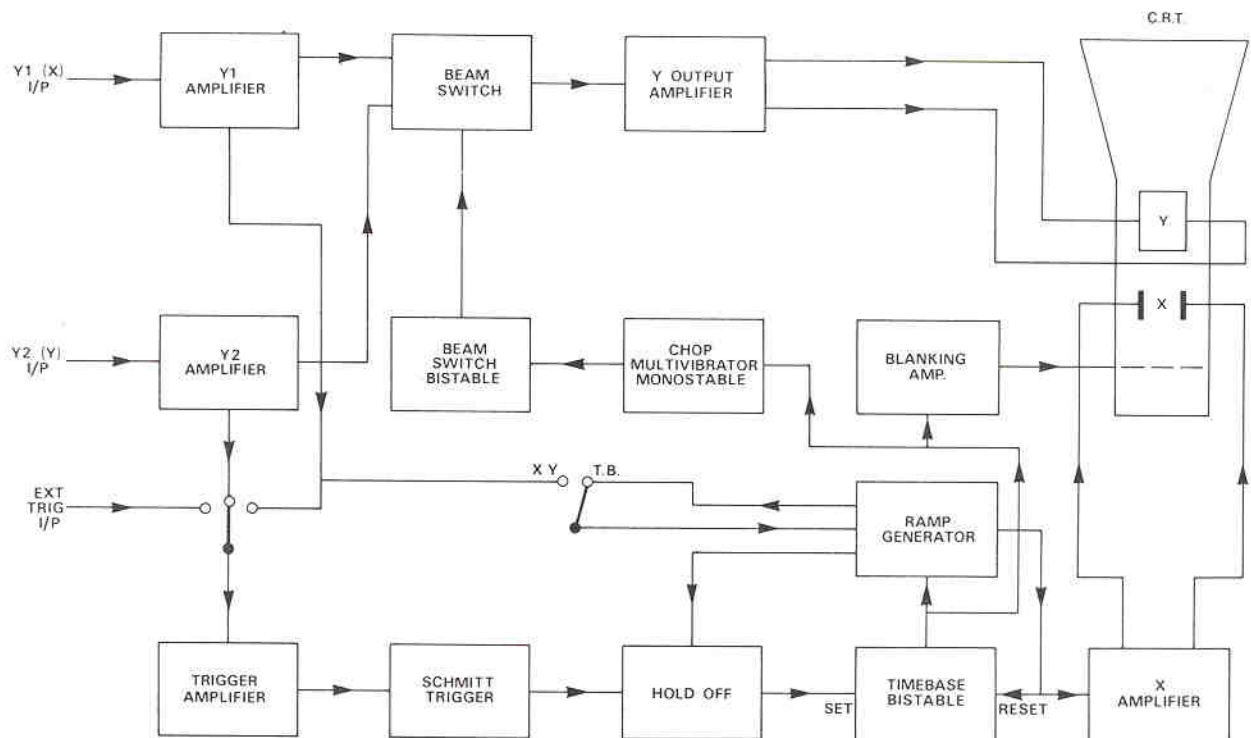 C.R.T.
Y1 (X)
I/P
Y1
AMPLIFIER
BEAM
SWITCH
Y OUTPUT
AMPLIFIER
Y
X
Y2 (Y)
I/P
Y2
AMPLIFIER
BEAM
SWITCH
BISTABLE
CHOP
MULTIVIBRATOR
MONOSTABLE
BLANKING
AMP.
EXT
TRIG
I/P
X Y
T.B.
RAMP
GENERATOR
TRIGGER
AMPLIFIER
SCHMITT
TRIGGER
HOLD OFF
SET
TIMEBASE
BISTABLE
RESET
X
AMPLIFIER